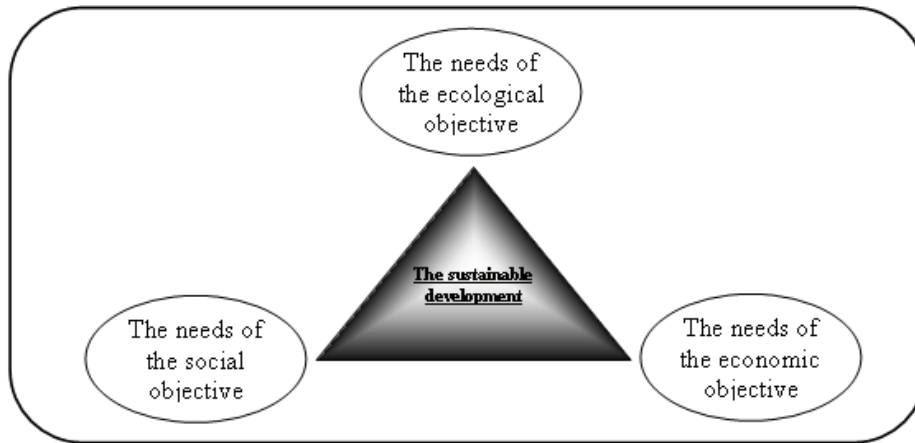 The needs of
the ecological
objective
The sustainable
development
The needs of
the social
objective
The needs of
the economic
objective